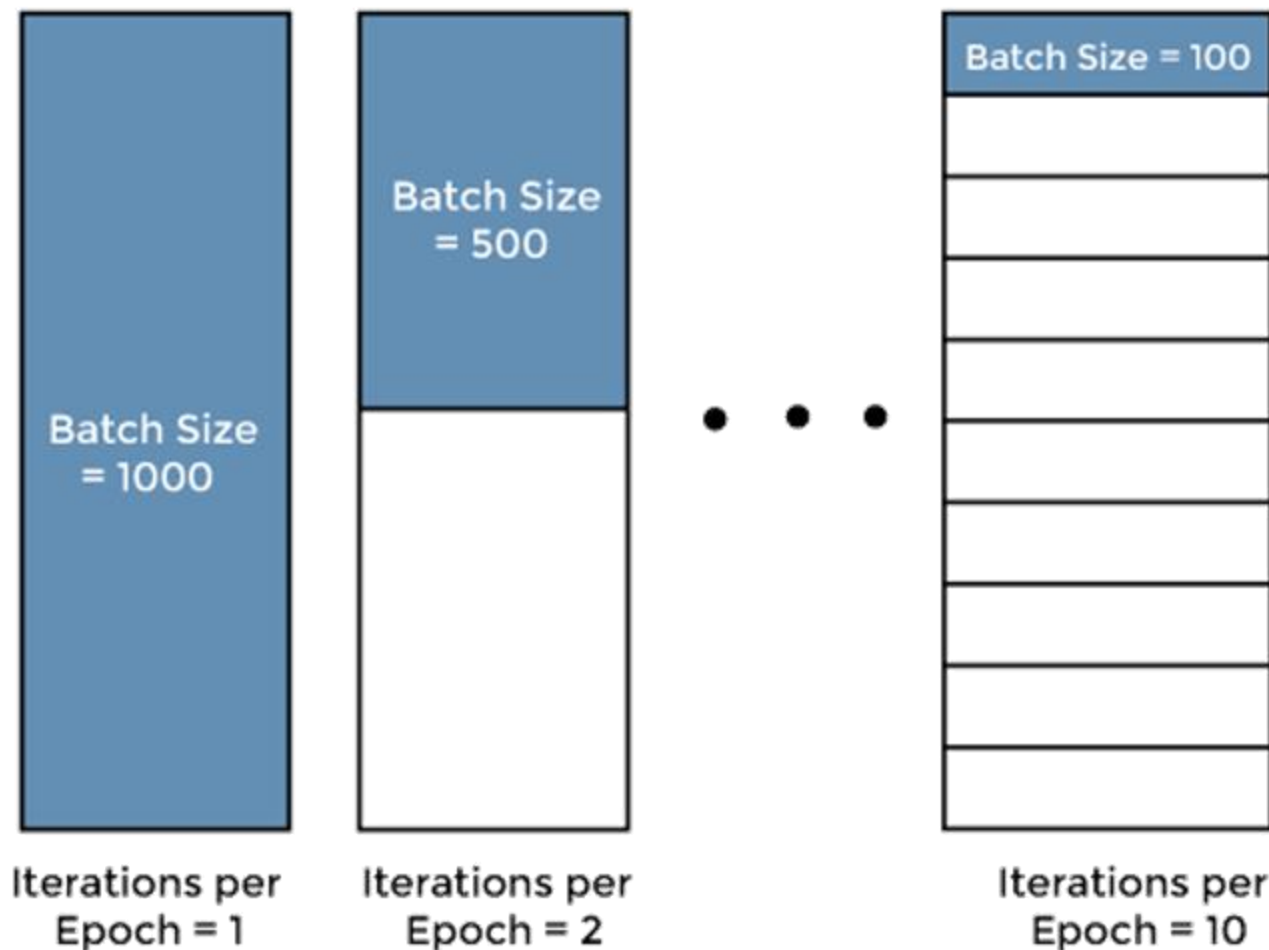 Batch Size
= 1000
Iterations per
Epoch = 1
Batch Size
= 500
Iterations per
Epoch = 2
Batch Size = 100
Iterations per
Epoch = 10